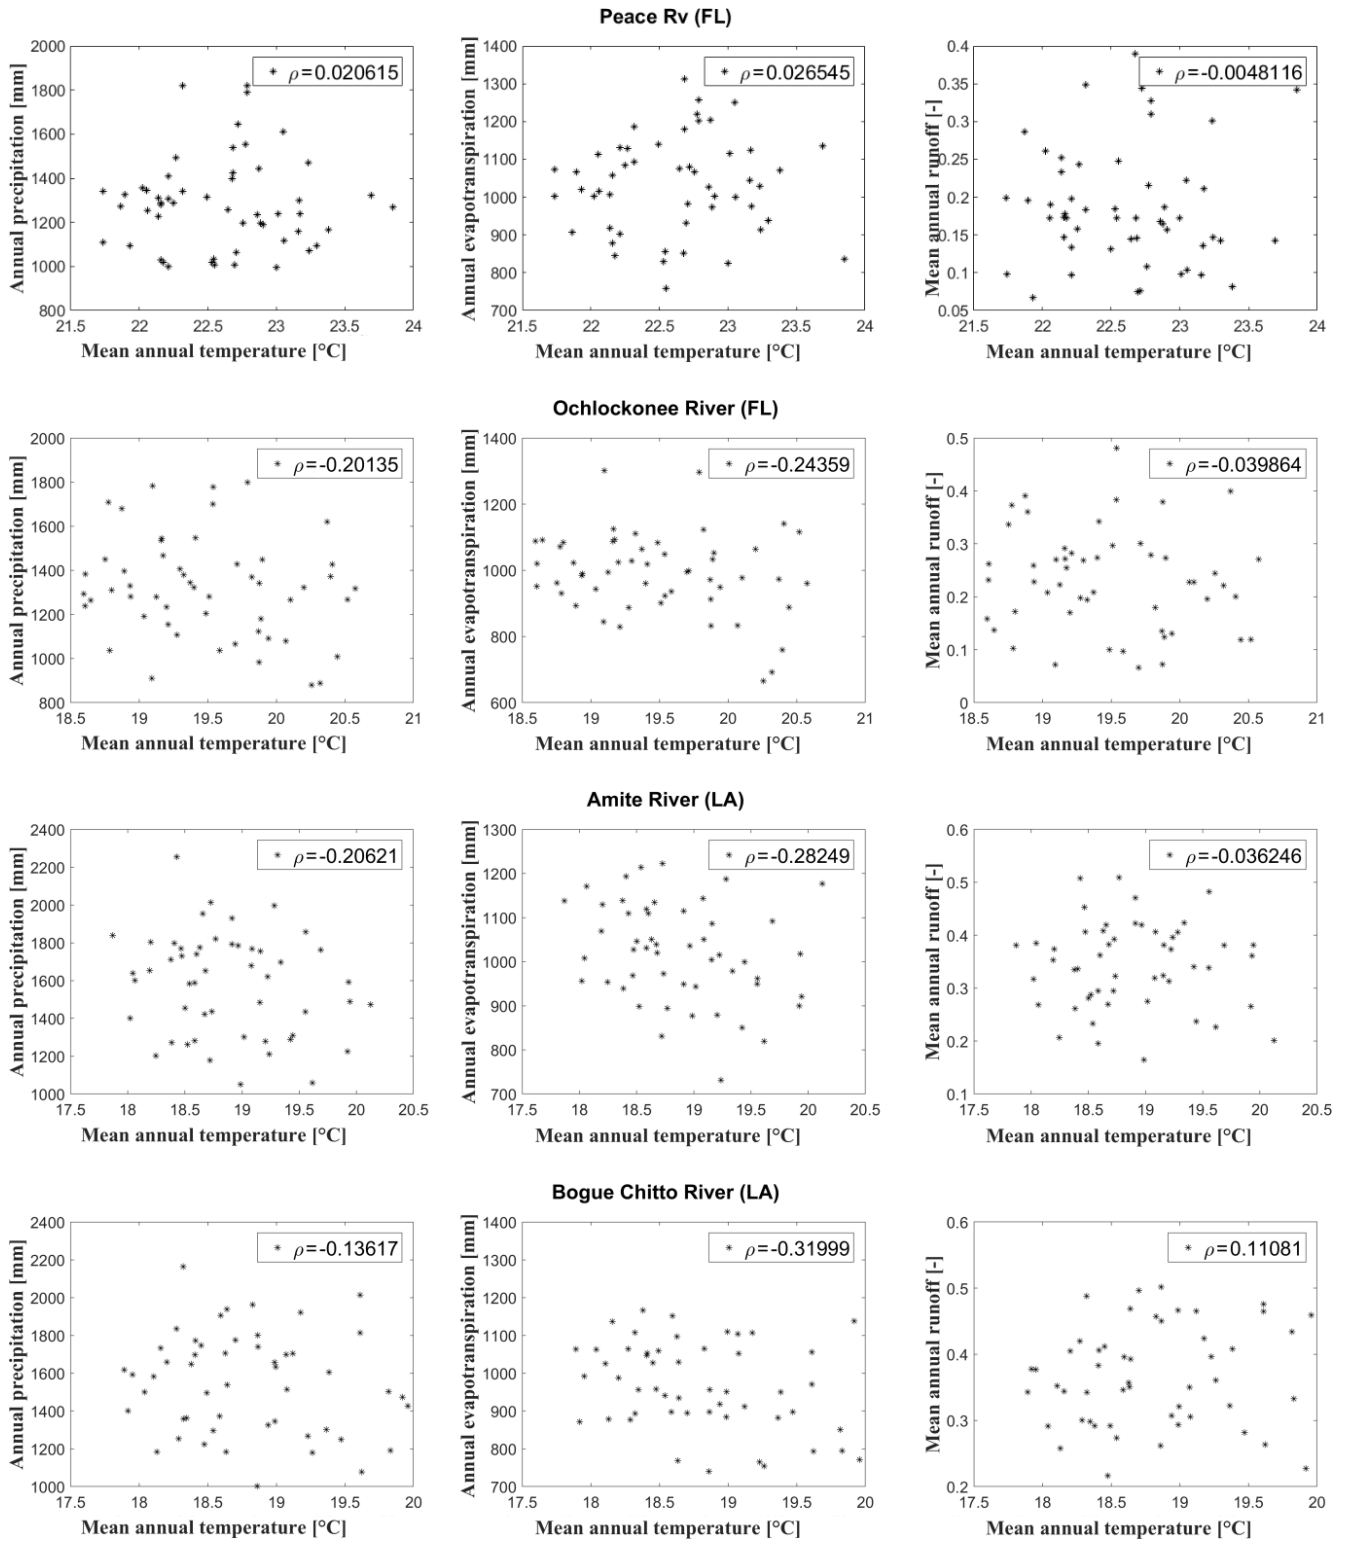 Peace Rv (FL)
Annual precipitation [mm]
2000
1800
1600
1400
1200
1000
800
ρ=0.020615
21.5 22 22.5 23 23.5 24
Mean annual temperature [°C]
Annual evapotranspiration [mm]
1400
1300
1200
1100
1000
900
800
700
ρ=0.026545
21.5 22 22.5 23 23.5 24
Mean annual temperature [°C]
Mean annual runoff [-]
0.4
0.35
0.3
0.25
0.2
0.15
0.1
0.05
ρ=-0.0048116
21.5 22 22.5 23 23.5 24
Mean annual temperature [°C]
Ochlockonee River (FL)
Annual precipitation [mm]
2000
1800
1600
1400
1200
1000
800
ρ=-0.20135
18.5 19 19.5 20 20.5 21
Mean annual temperature [°C]
Annual evapotranspiration [mm]
1400
1200
1000
800
600
ρ=-0.24359
18.5 19 19.5 20 20.5 21
Mean annual temperature [°C]
Mean annual runoff [-]
0.5
0.4
0.3
0.2
0.1
0
ρ=-0.039864
18.5 19 19.5 20 20.5 21
Mean annual temperature [°C]
Amite River (LA)
Annual precipitation [mm]
2400
2200
2000
1800
1600
1400
1200
1000
ρ=-0.20621
17.5 18 18.5 19 19.5 20 20.5
Mean annual temperature [°C]
Annual evapotranspiration [mm]
1300
1200
1100
1000
900
800
700
ρ=-0.28249
17.5 18 18.5 19 19.5 20 20.5
Mean annual temperature [°C]
Mean annual runoff [-]
0.6
0.5
0.4
0.3
0.2
0.1
ρ=-0.036246
17.5 18 18.5 19 19.5 20 20.5
Mean annual temperature [°C]
Bogue Chitto River (LA)
Annual precipitation [mm]
2400
2200
2000
1800
1600
1400
1200
1000
ρ=-0.13617
17.5 18 18.5 19 19.5 20
Mean annual temperature [°C]
Annual evapotranspiration [mm]
1400
1300
1200
1100
1000
900
800
700
ρ=-0.31999
17.5 18 18.5 19 19.5 20
Mean annual temperature [°C]
Mean annual runoff [-]
0.6
0.5
0.4
0.3
0.2
ρ=0.11081
17.5 18 18.5 19 19.5 20
Mean annual temperature [°C]